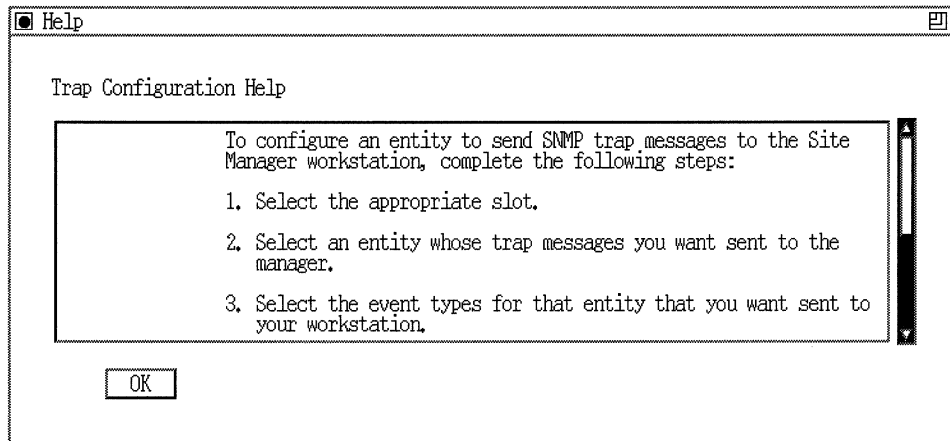 Help
Trap Configuration Help
To configure an entity to send SNMP trap messages to the Site
Manager workstation, complete the following steps:
1. Select the appropriate slot.
2. Select an entity whose trap messages you want sent to the
manager.
3. Select the event types for that entity that you want sent to
your workstation.
OK